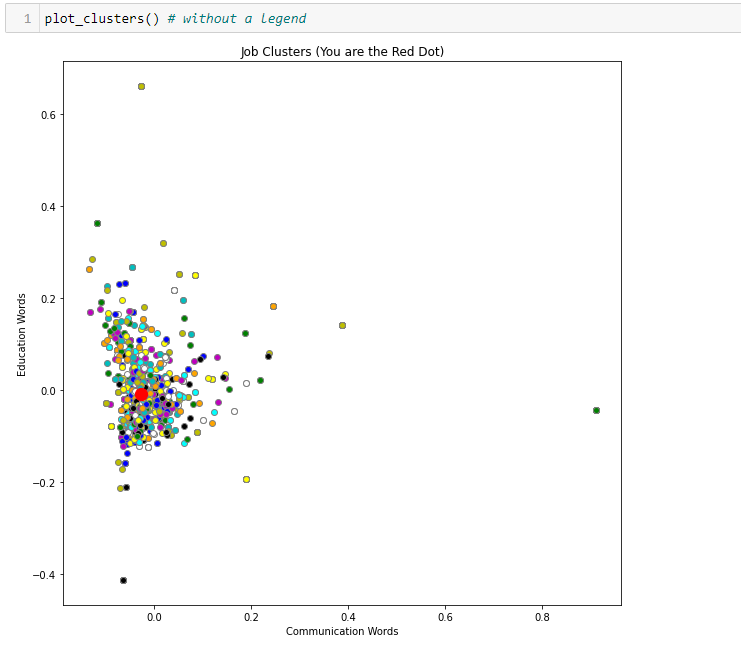 1 plot_clusters() # without a legend
Job Clusters (You are the Red Dot)
0.6
0.4
0.2
0.0
−0.2
−0.4
Education Words
0.0 0.2 0.4 0.6 0.8
Communication Words